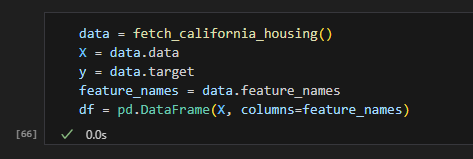 data = fetch_california_housing()
X = data.data
y = data.target
feature_names = data.feature_names
df = pd.DataFrame(X, columns=feature_names)
[66] ✓ 0.0s